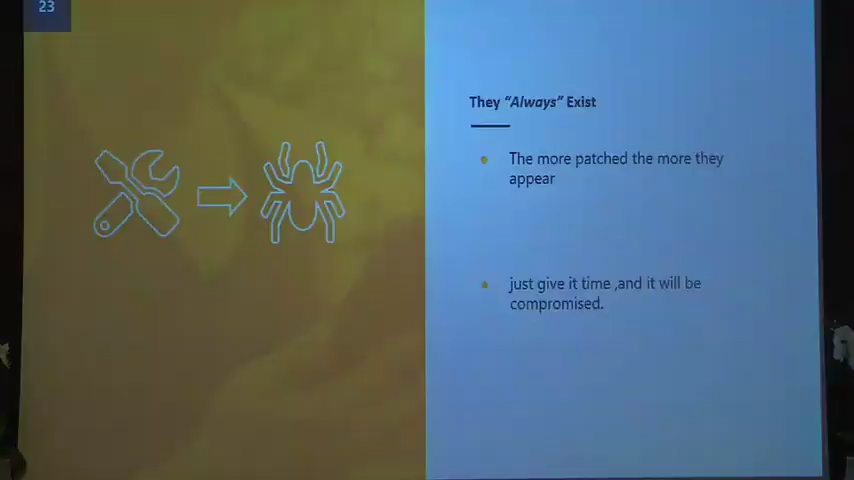 23
They “Always” Exist
The more patched the more they
appear
just give it time ,and it will be
compromised.